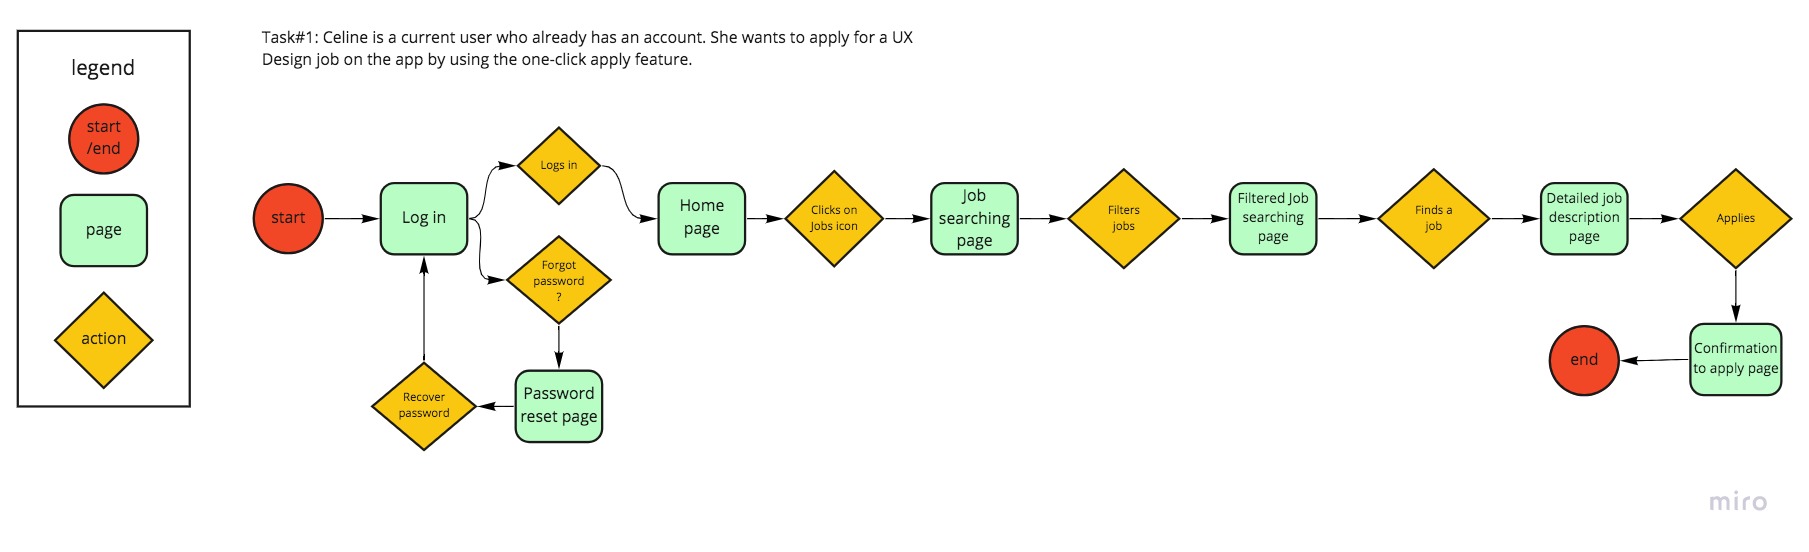 legend
start
/end
page
action
Task#1: Celine is a current user who already has an account. She wants to apply for a UX
Design job on the app by using the one-click apply feature.
start
Log in
Logs in
Forgot
password
?
Password
reset page
Recover
password
Home
page
Clicks on
Jobs icon
Job
searching
page
Filters
jobs
Filtered Job
searching
page
Finds a
job
Detailed job
description
page
Applies
Confirmation
to apply page
end
miro